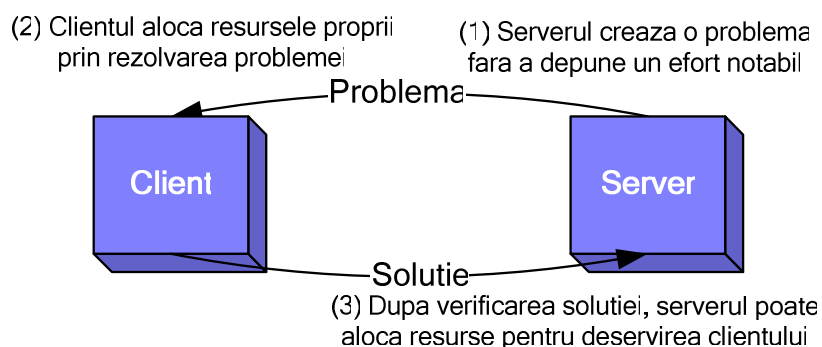 (2) Clientul aloca resursele proprii
prin rezolvarea problemei
(1) Serverul creaza o problema
fara a depune un efort notabil
Problema
Client
Server
Solutie
(3) Dupa verificarea solutiei, serverul poate
aloca resurse pentru deservirea clientului